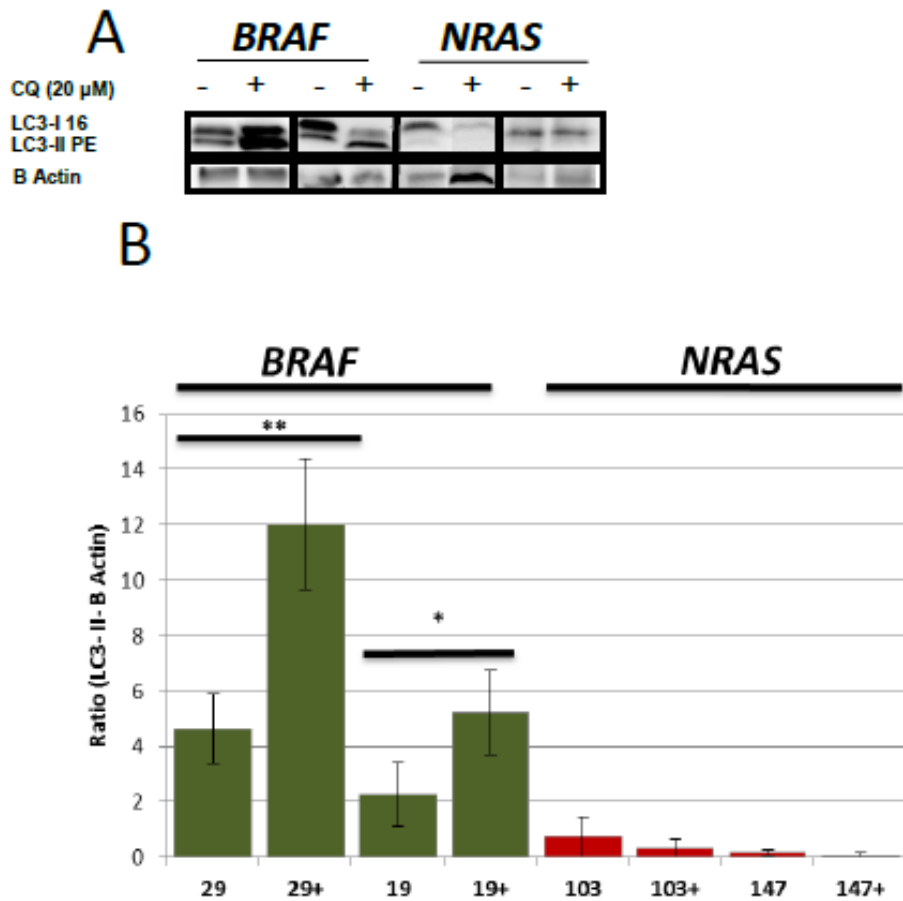 A
BRAF NRAS
CQ (20 µM) - + - + - + - +
LC3-I 16
LC3-II PE
B Actin
B
BRAF NRAS
16
**
14
12
10
8
*
6
4
2
0
Ratio (LC3- II- B Actin)
29 29+ 19 19+ 103 103+ 147 147+